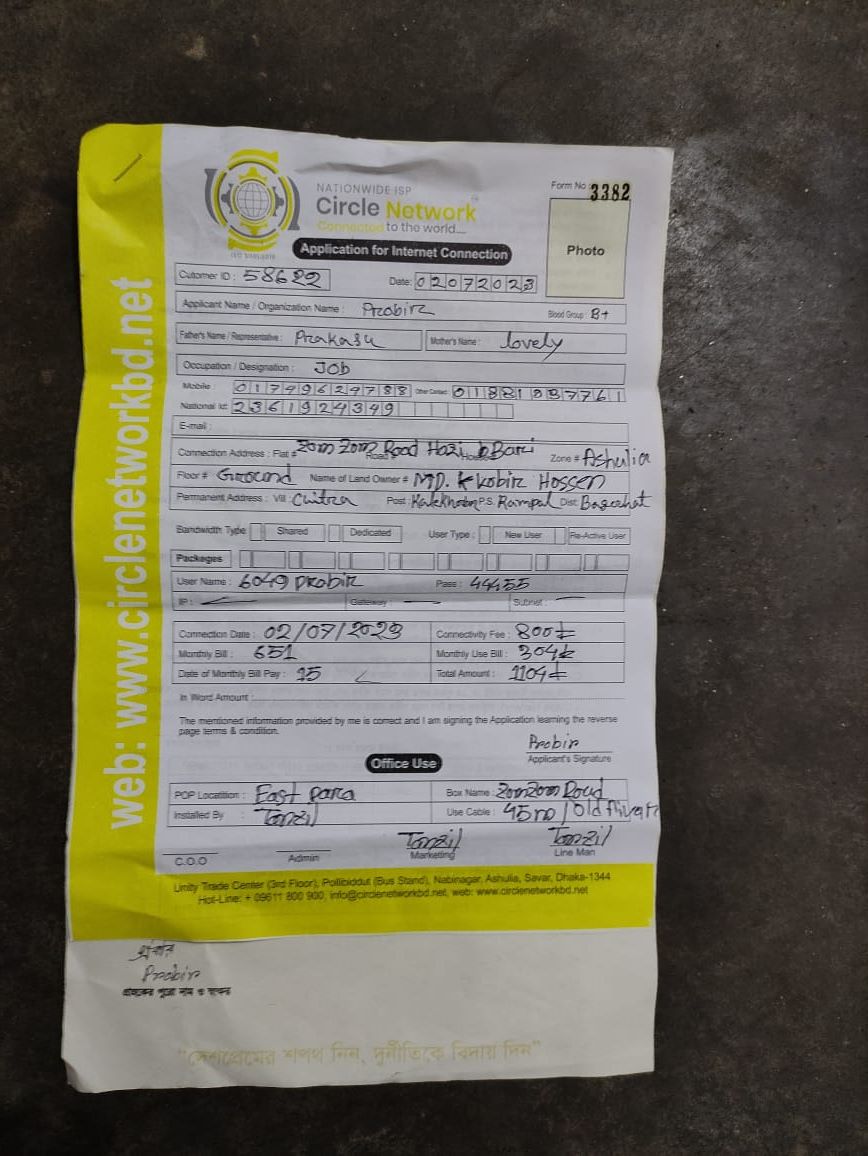 web: www.circlenetworkbd.net
NATIONWIDE ISP
Circle Network
Connected to the world....
Form No : 3382
Application for Internet Connection
Photo
Cutomer ID : 58622 Date: 02072023
Applicant Name / Organization Name : Probir Blood Group : B+
Father's Name / Representative : Prakash Mother's Name : lovely
Occupation / Designation : JOB
Mobile 01749624788 Other Contact
National Id: 2361924349
E-mail :
Connection Address : Flat # Zom Zom Road Hazi Bari Zone # Ashulia
Floor # Ground Name of Land Owner # MD. Kobir Hossen
Permanent Address : Vill Chitra Post P.S. Rampal Dist: Bagerhat
Bandwidth Type Shared Dedicated User Type : New User Re-Active User
Packages
User Name : 6049 probir Pass : 44455
IP : Gateway : Subnet :
Connection Date : 02/07/2023 Connectivity Fee : 800
Monthly Bill : 651 Monthly Use Bill : 304
Date of Monthly Bill Pay : 15 Total Amount : 1104
In Word Amount :
The mentioned information provided by me is correct and I am signing the Application learning the reverse
page terms & condition.
Probir
Applicant's Signature
Office Use
POP Locatition : East para Box Name : ZomZom Road
Installed By : Tanzil Use Cable : 45m / Old
Tanzil Tanzil
C.O.O Admin Marketing Line Man
Unity Trade Center (3rd Floor), Pollibiddut (Bus Stand), Nabinagar, Ashulia, Savar, Dhaka-1344
Hot-Line: + 09611 800 900, info@circlenetworkbd.net, web: www.circlenetworkbd.net
প্রবীর
Probir
"দেশপ্রেমের শপথ নিন, দুর্নীতিকে বিদায় দিন"